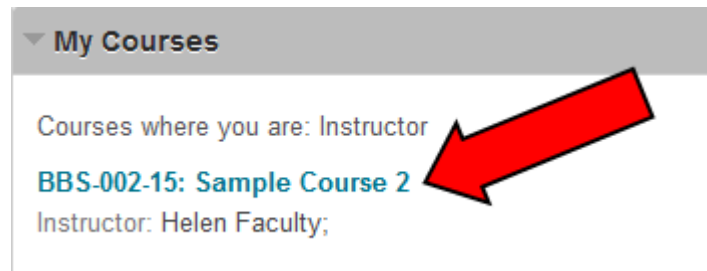 My Courses
Courses where you are: Instructor
BBS-002-15: Sample Course 2
Instructor: Helen Faculty;